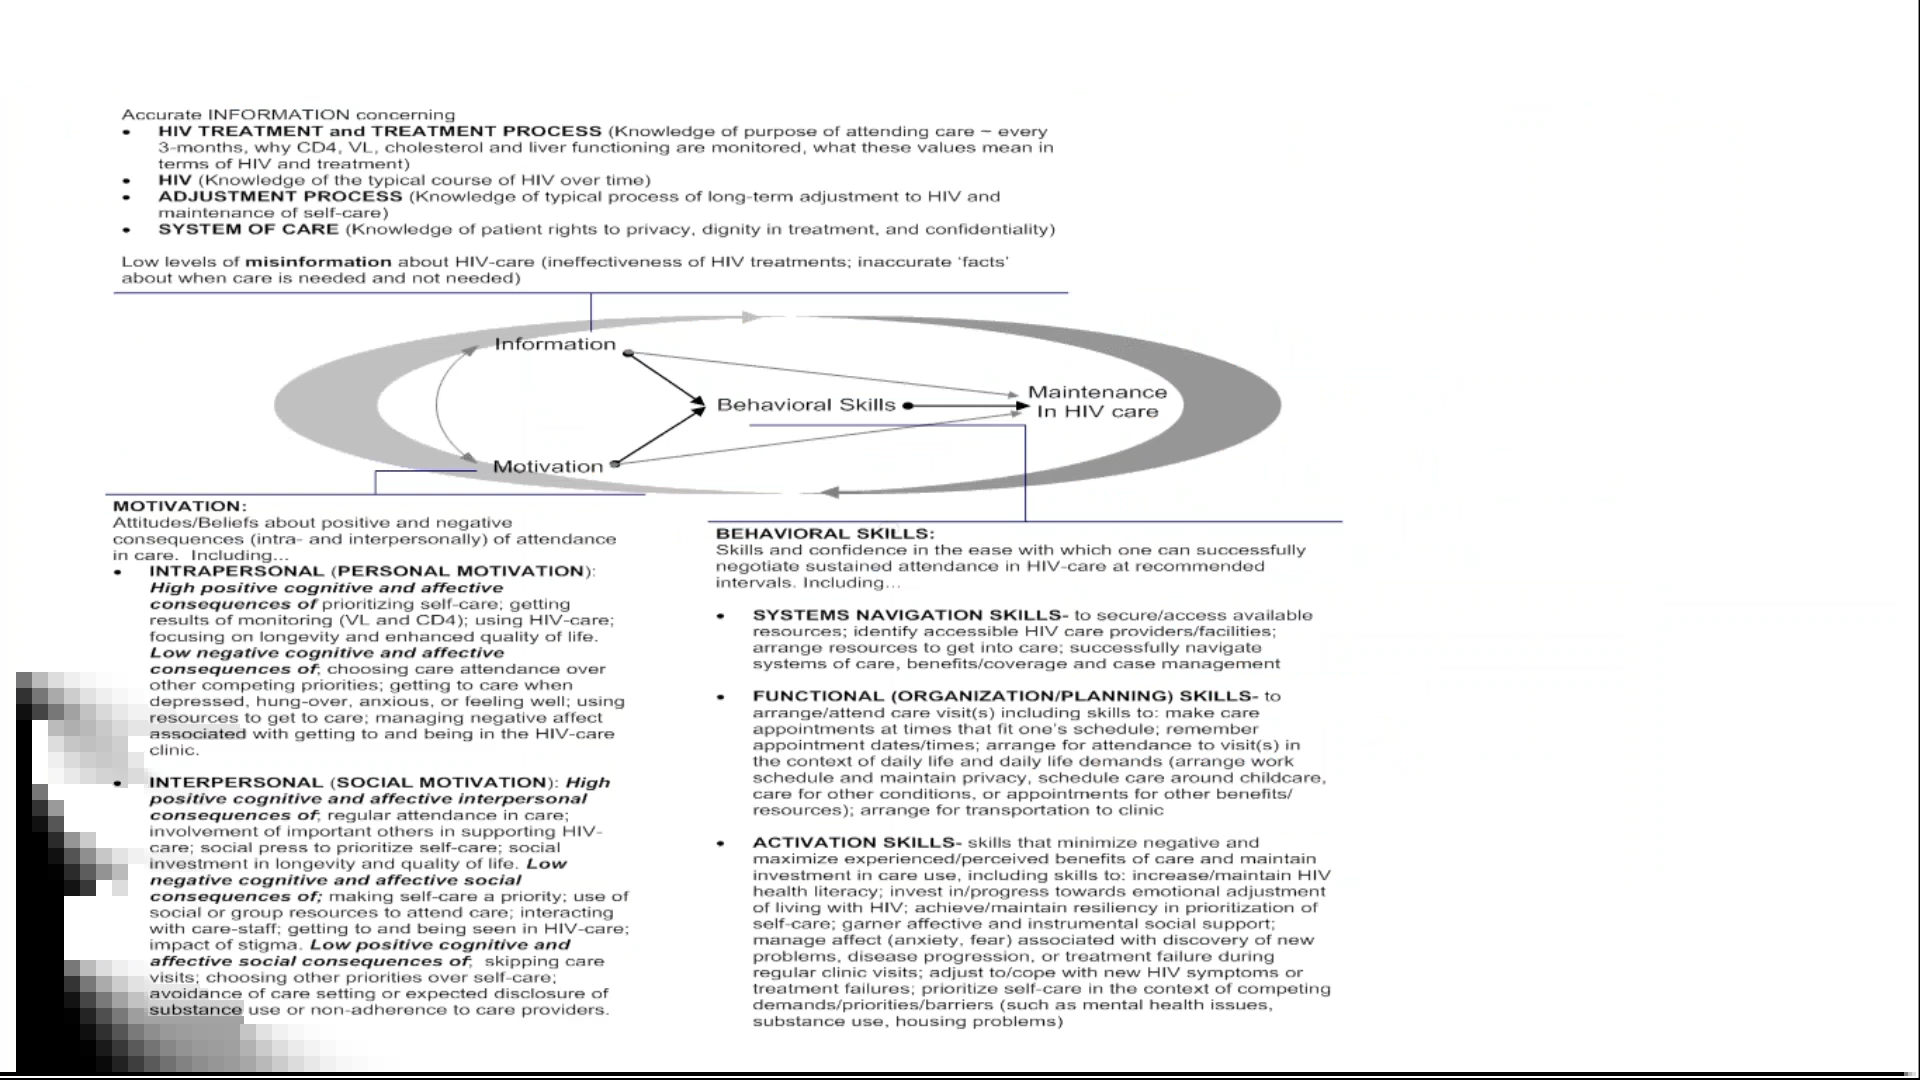 Accurate INFORMATION concerning
• HIV TREATMENT and TREATMENT PROCESS (Knowledge of purpose of attending care ~ every
3-months, why CD4, VL, cholesterol and liver functioning are monitored, what these values mean in
terms of HIV and treatment)
• HIV (Knowledge of the typical course of HIV over time)
• ADJUSTMENT PROCESS (Knowledge of typical process of long-term adjustment to HIV and
maintenance of self-care)
• SYSTEM OF CARE (Knowledge of patient rights to privacy, dignity in treatment, and confidentiality)
Low levels of misinformation about HIV-care (ineffectiveness of HIV treatments; inaccurate ‘facts’
about when care is needed and not needed)
Information
Behavioral Skills
Maintenance
In HIV care
Motivation
MOTIVATION:
Attitudes/Beliefs about positive and negative
consequences (intra- and interpersonally) of attendance
in care. Including...
• INTRAPERSONAL (PERSONAL MOTIVATION):
High positive cognitive and affective
consequences of prioritizing self-care; getting
results of monitoring (VL and CD4); using HIV-care;
focusing on longevity and enhanced quality of life.
Low negative cognitive and affective
consequences of; choosing care attendance over
other competing priorities; getting to care when
depressed, hung-over, anxious, or feeling well; using
resources to get to care; managing negative affect
associated with getting to and being in the HIV-care
clinic.
• INTERPERSONAL (SOCIAL MOTIVATION): High
positive cognitive and affective interpersonal
consequences of; regular attendance in care;
involvement of important others in supporting HIV-
care; social press to prioritize self-care; social
investment in longevity and quality of life. Low
negative cognitive and affective social
consequences of; making self-care a priority; use of
social or group resources to attend care; interacting
with care-staff; getting to and being seen in HIV-care;
impact of stigma. Low positive cognitive and
affective social consequences of; skipping care
visits; choosing other priorities over self-care;
avoidance of care setting or expected disclosure of
substance use or non-adherence to care providers.
BEHAVIORAL SKILLS:
Skills and confidence in the ease with which one can successfully
negotiate sustained attendance in HIV-care at recommended
intervals. Including...
• SYSTEMS NAVIGATION SKILLS- to secure/access available
resources; identify accessible HIV care providers/facilities;
arrange resources to get into care; successfully navigate
systems of care, benefits/coverage and case management
• FUNCTIONAL (ORGANIZATION/PLANNING) SKILLS- to
arrange/attend care visit(s) including skills to: make care
appointments at times that fit one’s schedule; remember
appointment dates/times; arrange for attendance to visit(s) in
the context of daily life and daily life demands (arrange work
schedule and maintain privacy, schedule care around childcare,
care for other conditions, or appointments for other benefits/
resources); arrange for transportation to clinic
• ACTIVATION SKILLS- skills that minimize negative and
maximize experienced/perceived benefits of care and maintain
investment in care use, including skills to: increase/maintain HIV
health literacy; invest in/progress towards emotional adjustment
of living with HIV; achieve/maintain resiliency in prioritization of
self-care; garner affective and instrumental social support;
manage affect (anxiety, fear) associated with discovery of new
problems, disease progression, or treatment failure during
regular clinic visits; adjust to/cope with new HIV symptoms or
treatment failures; prioritize self-care in the context of competing
demands/priorities/barriers (such as mental health issues,
substance use, housing problems)